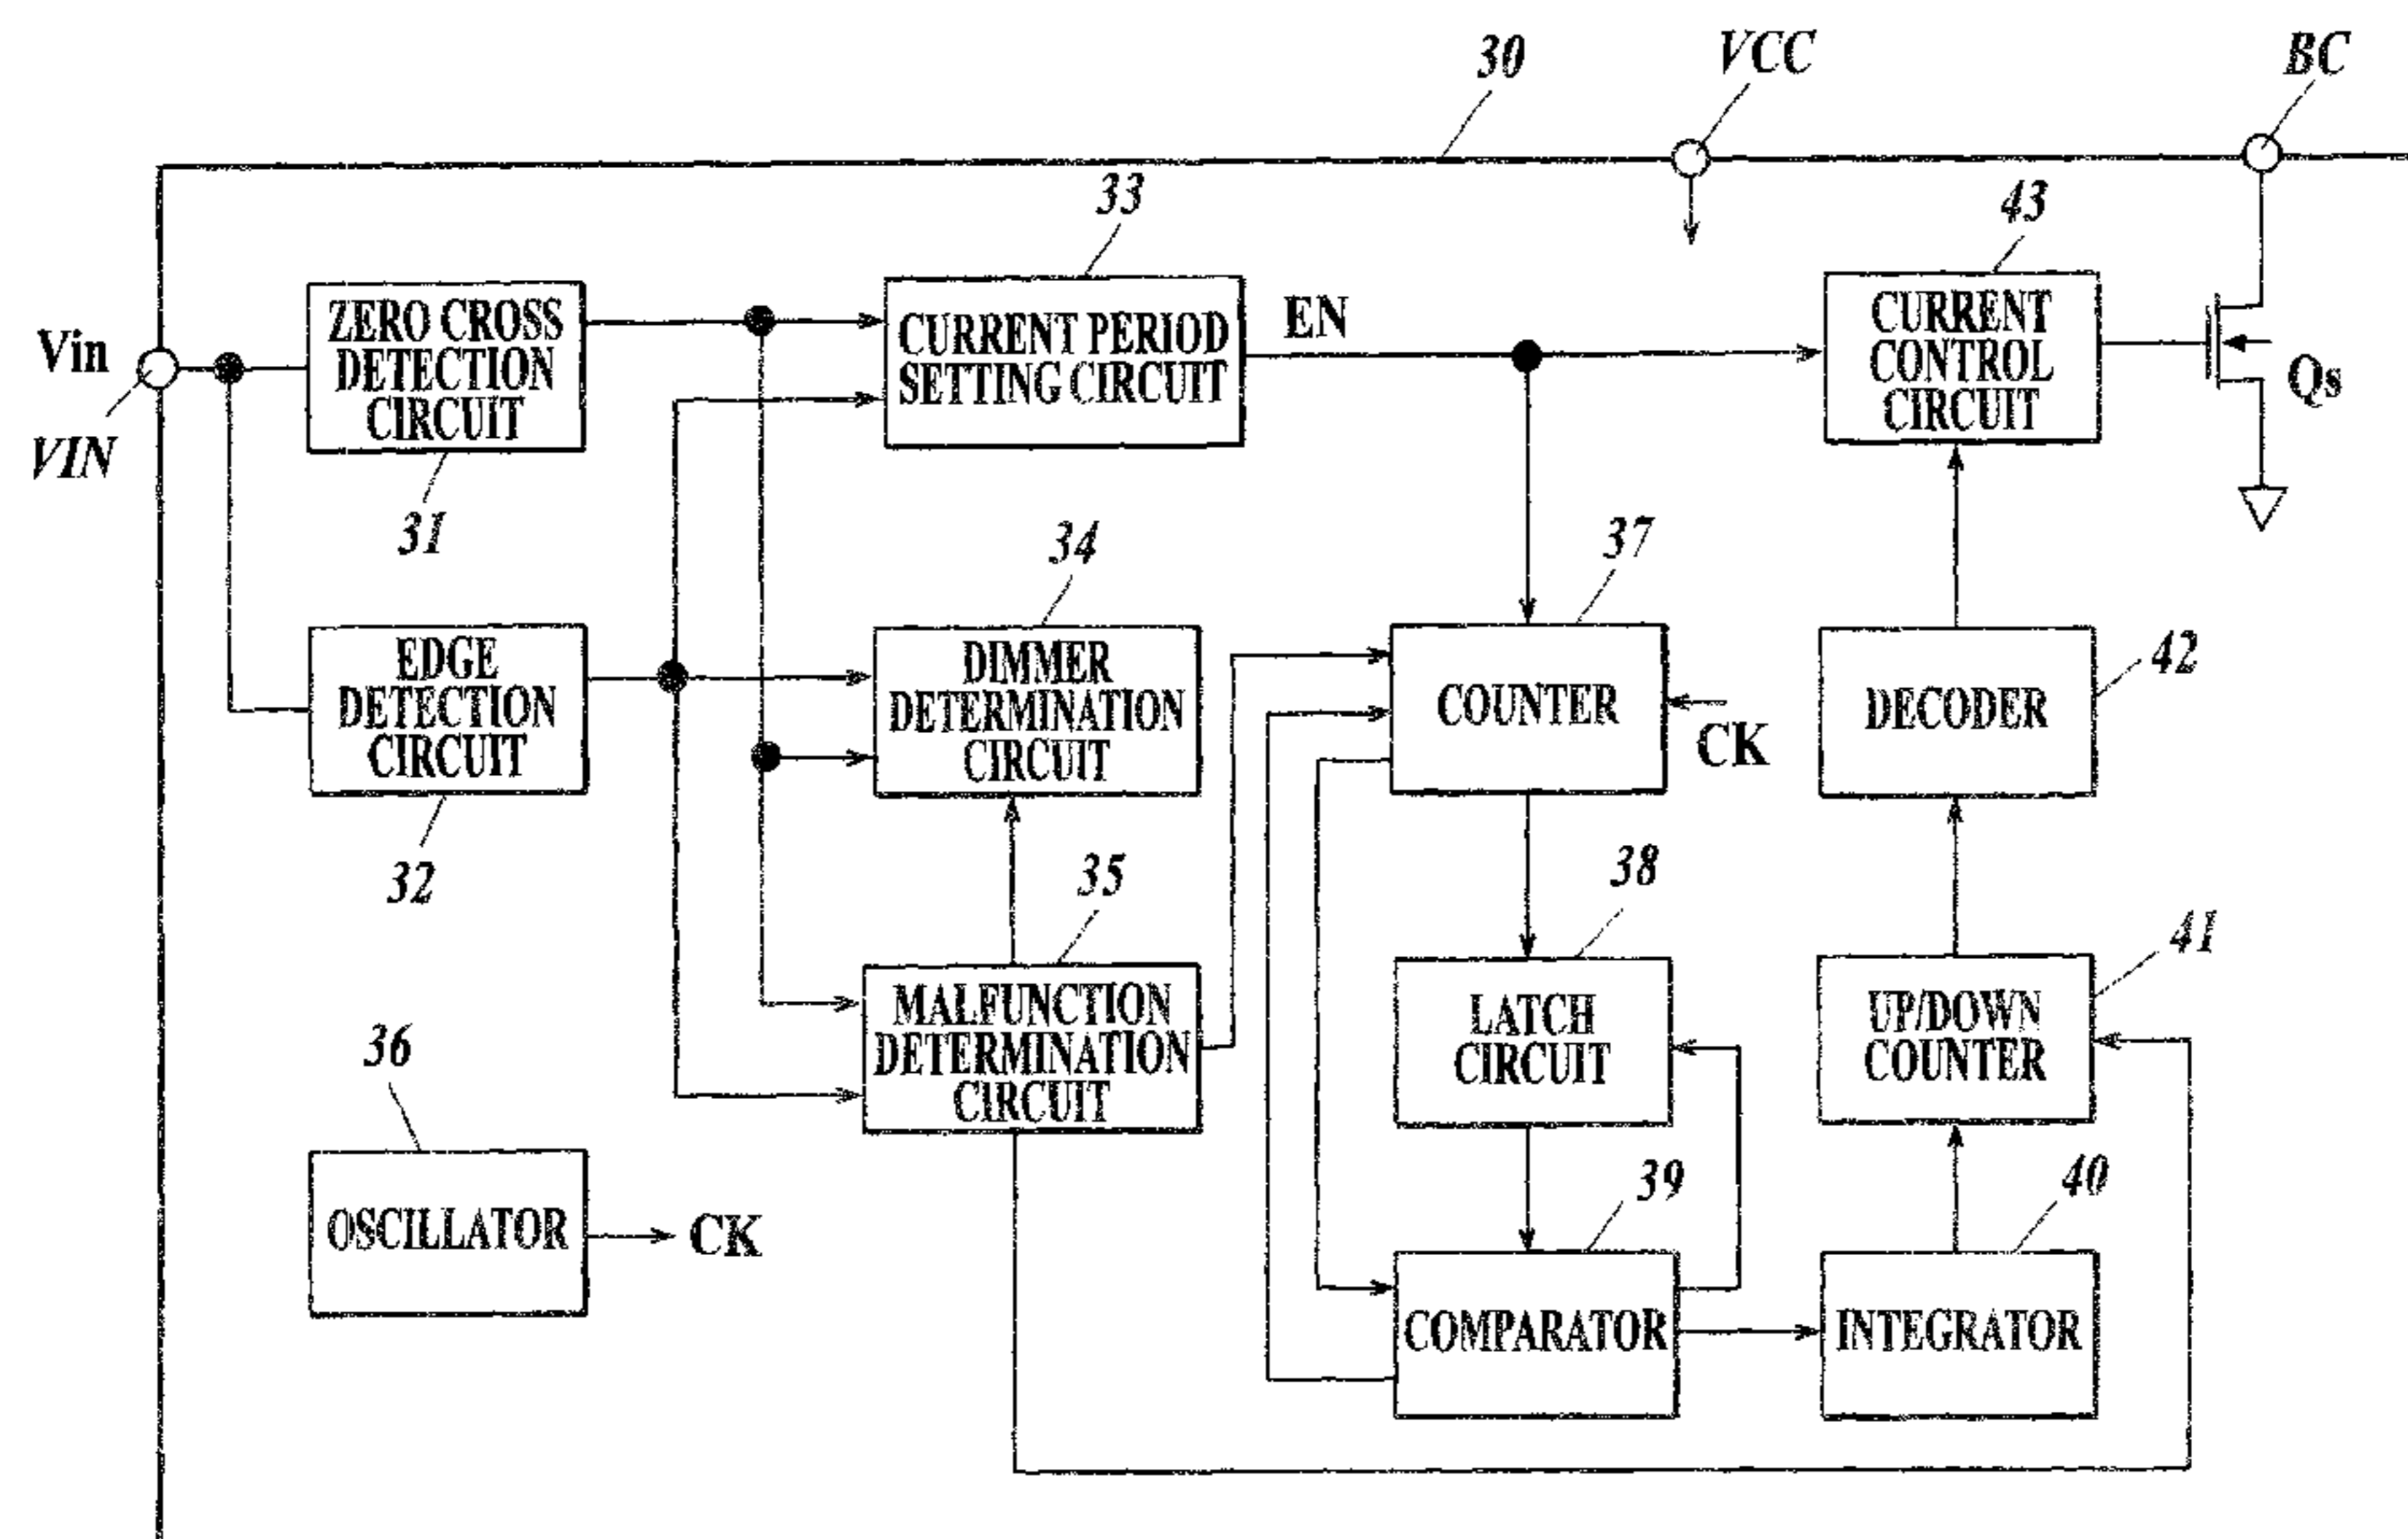 30
VCC
BC
33
43
Vin
VIN
ZERO CROSS
DETECTION
CIRCUIT
31
CURRENT PERIOD
SETTING CIRCUIT
EN
CURRENT
CONTROL
CIRCUIT
Qs
34
37
EDGE
DETECTION
CIRCUIT
32
DIMMER
DETERMINATION
CIRCUIT
COUNTER
CK
DECODER
42
35
38
41
MALFUNCTION
DETERMINATION
CIRCUIT
LATCH
CIRCUIT
UP/DOWN
COUNTER
36
OSCILLATOR
CK
39
40
COMPARATOR
INTEGRATOR